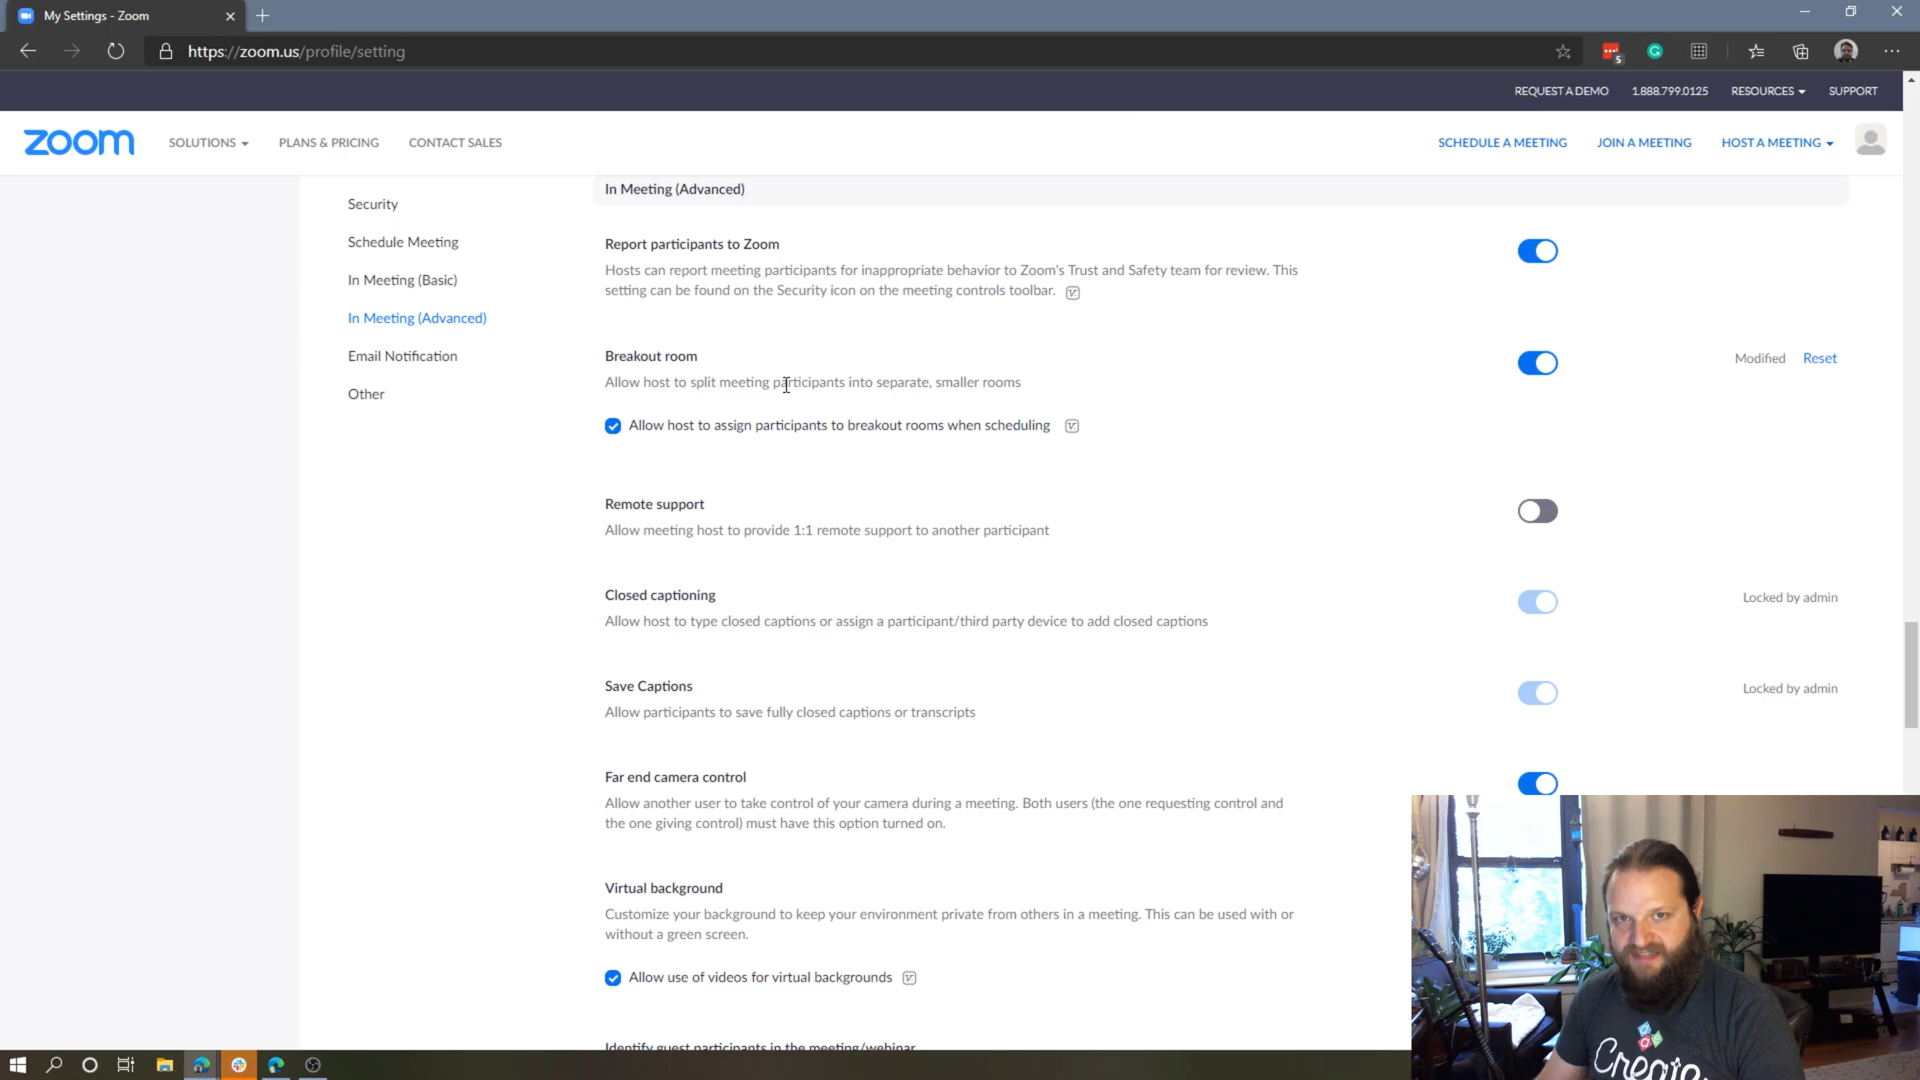 My Settings - Zoom
https://zoom.us/profile/setting
5
REQUEST A DEMO 1.888.799.0125 RESOURCES SUPPORT
zoom SOLUTIONS PLANS & PRICING CONTACT SALES SCHEDULE A MEETING JOIN A MEETING HOST A MEETING
Security
Schedule Meeting
In Meeting (Basic)
In Meeting (Advanced)
Email Notification
Other
In Meeting (Advanced)
Report participants to Zoom
Hosts can report meeting participants for inappropriate behavior to Zoom's Trust and Safety team for review. This
setting can be found on the Security icon on the meeting controls toolbar.
Breakout room
Modified Reset
Allow host to split meeting participants into separate, smaller rooms
Allow host to assign participants to breakout rooms when scheduling
Remote support
Allow meeting host to provide 1:1 remote support to another participant
Closed captioning
Locked by admin
Allow host to type closed captions or assign a participant/third party device to add closed captions
Save Captions
Locked by admin
Allow participants to save fully closed captions or transcripts
Far end camera control
Allow another user to take control of your camera during a meeting. Both users (the one requesting control and
the one giving control) must have this option turned on.
Virtual background
Customize your background to keep your environment private from others in a meeting. This can be used with or
without a green screen.
Allow use of videos for virtual backgrounds
Identify guest participants in the meeting/webinar
Create